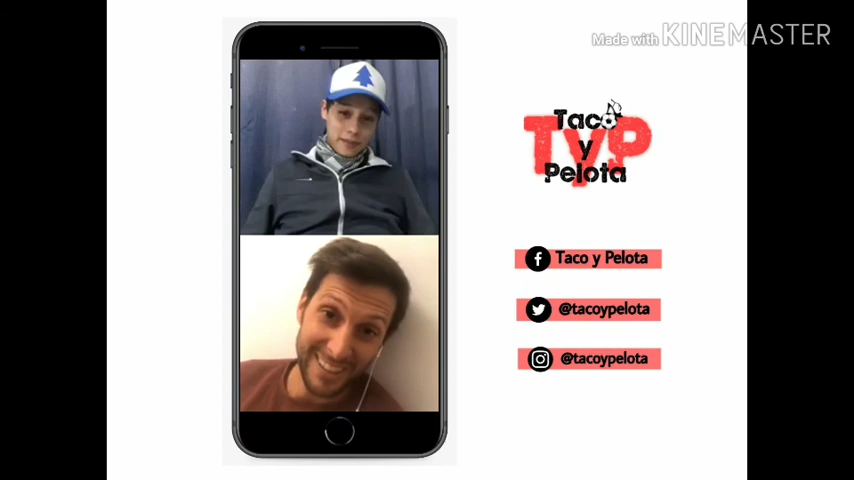 Made with KINEMASTER
Taco
y
Pelota
TyP
Taco y Pelota
@tacoypelota
@tacoypelota